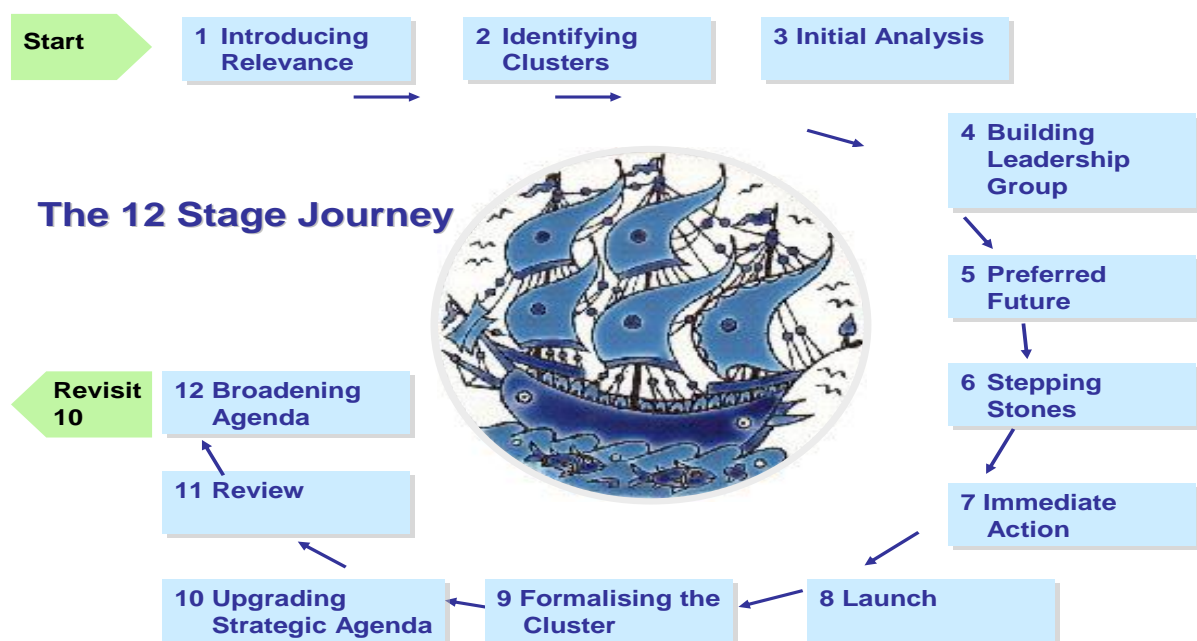 Start
1 Introducing
Relevance
2 Identifying
Clusters
3 Initial Analysis
4 Building
Leadership
Group
The 12 Stage Journey
5 Preferred
Future
6 Stepping
Stones
7 Immediate
Action
8 Launch
9 Formalising the
Cluster
10 Upgrading
Strategic Agenda
11 Review
12 Broadening
Agenda
Revisit
10